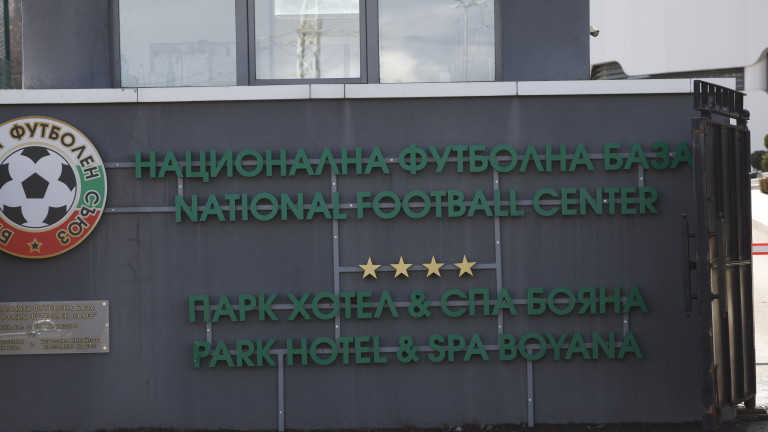 ФУТБОЛЕН СЪЮЗ
НАЦИОНАЛНА ФУТБОЛНА БАЗА
NATIONAL FOOTBALL CENTER
ПАРК ХОТЕЛ & СПА БОЯНА
PARK HOTEL & SPA BOYANA